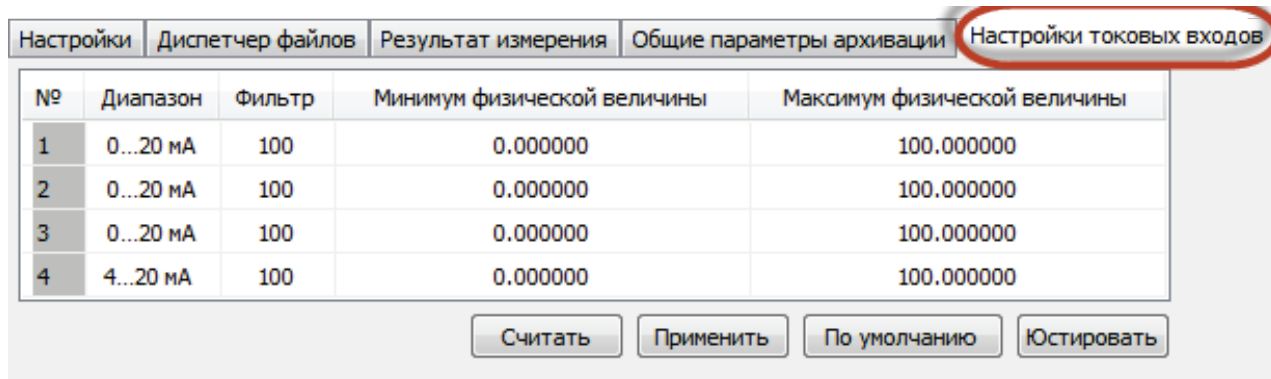 Настройки Диспетчер файлов Результат измерения Общие параметры архивации Настройки токовых входов
№ Диапазон Фильтр Минимум физической величины Максимум физической величины
1 0...20 мА 100 0.000000 100.000000
2 0...20 мА 100 0.000000 100.000000
3 0...20 мА 100 0.000000 100.000000
4 4...20 мА 100 0.000000 100.000000
Считать Применить По умолчанию Юстировать